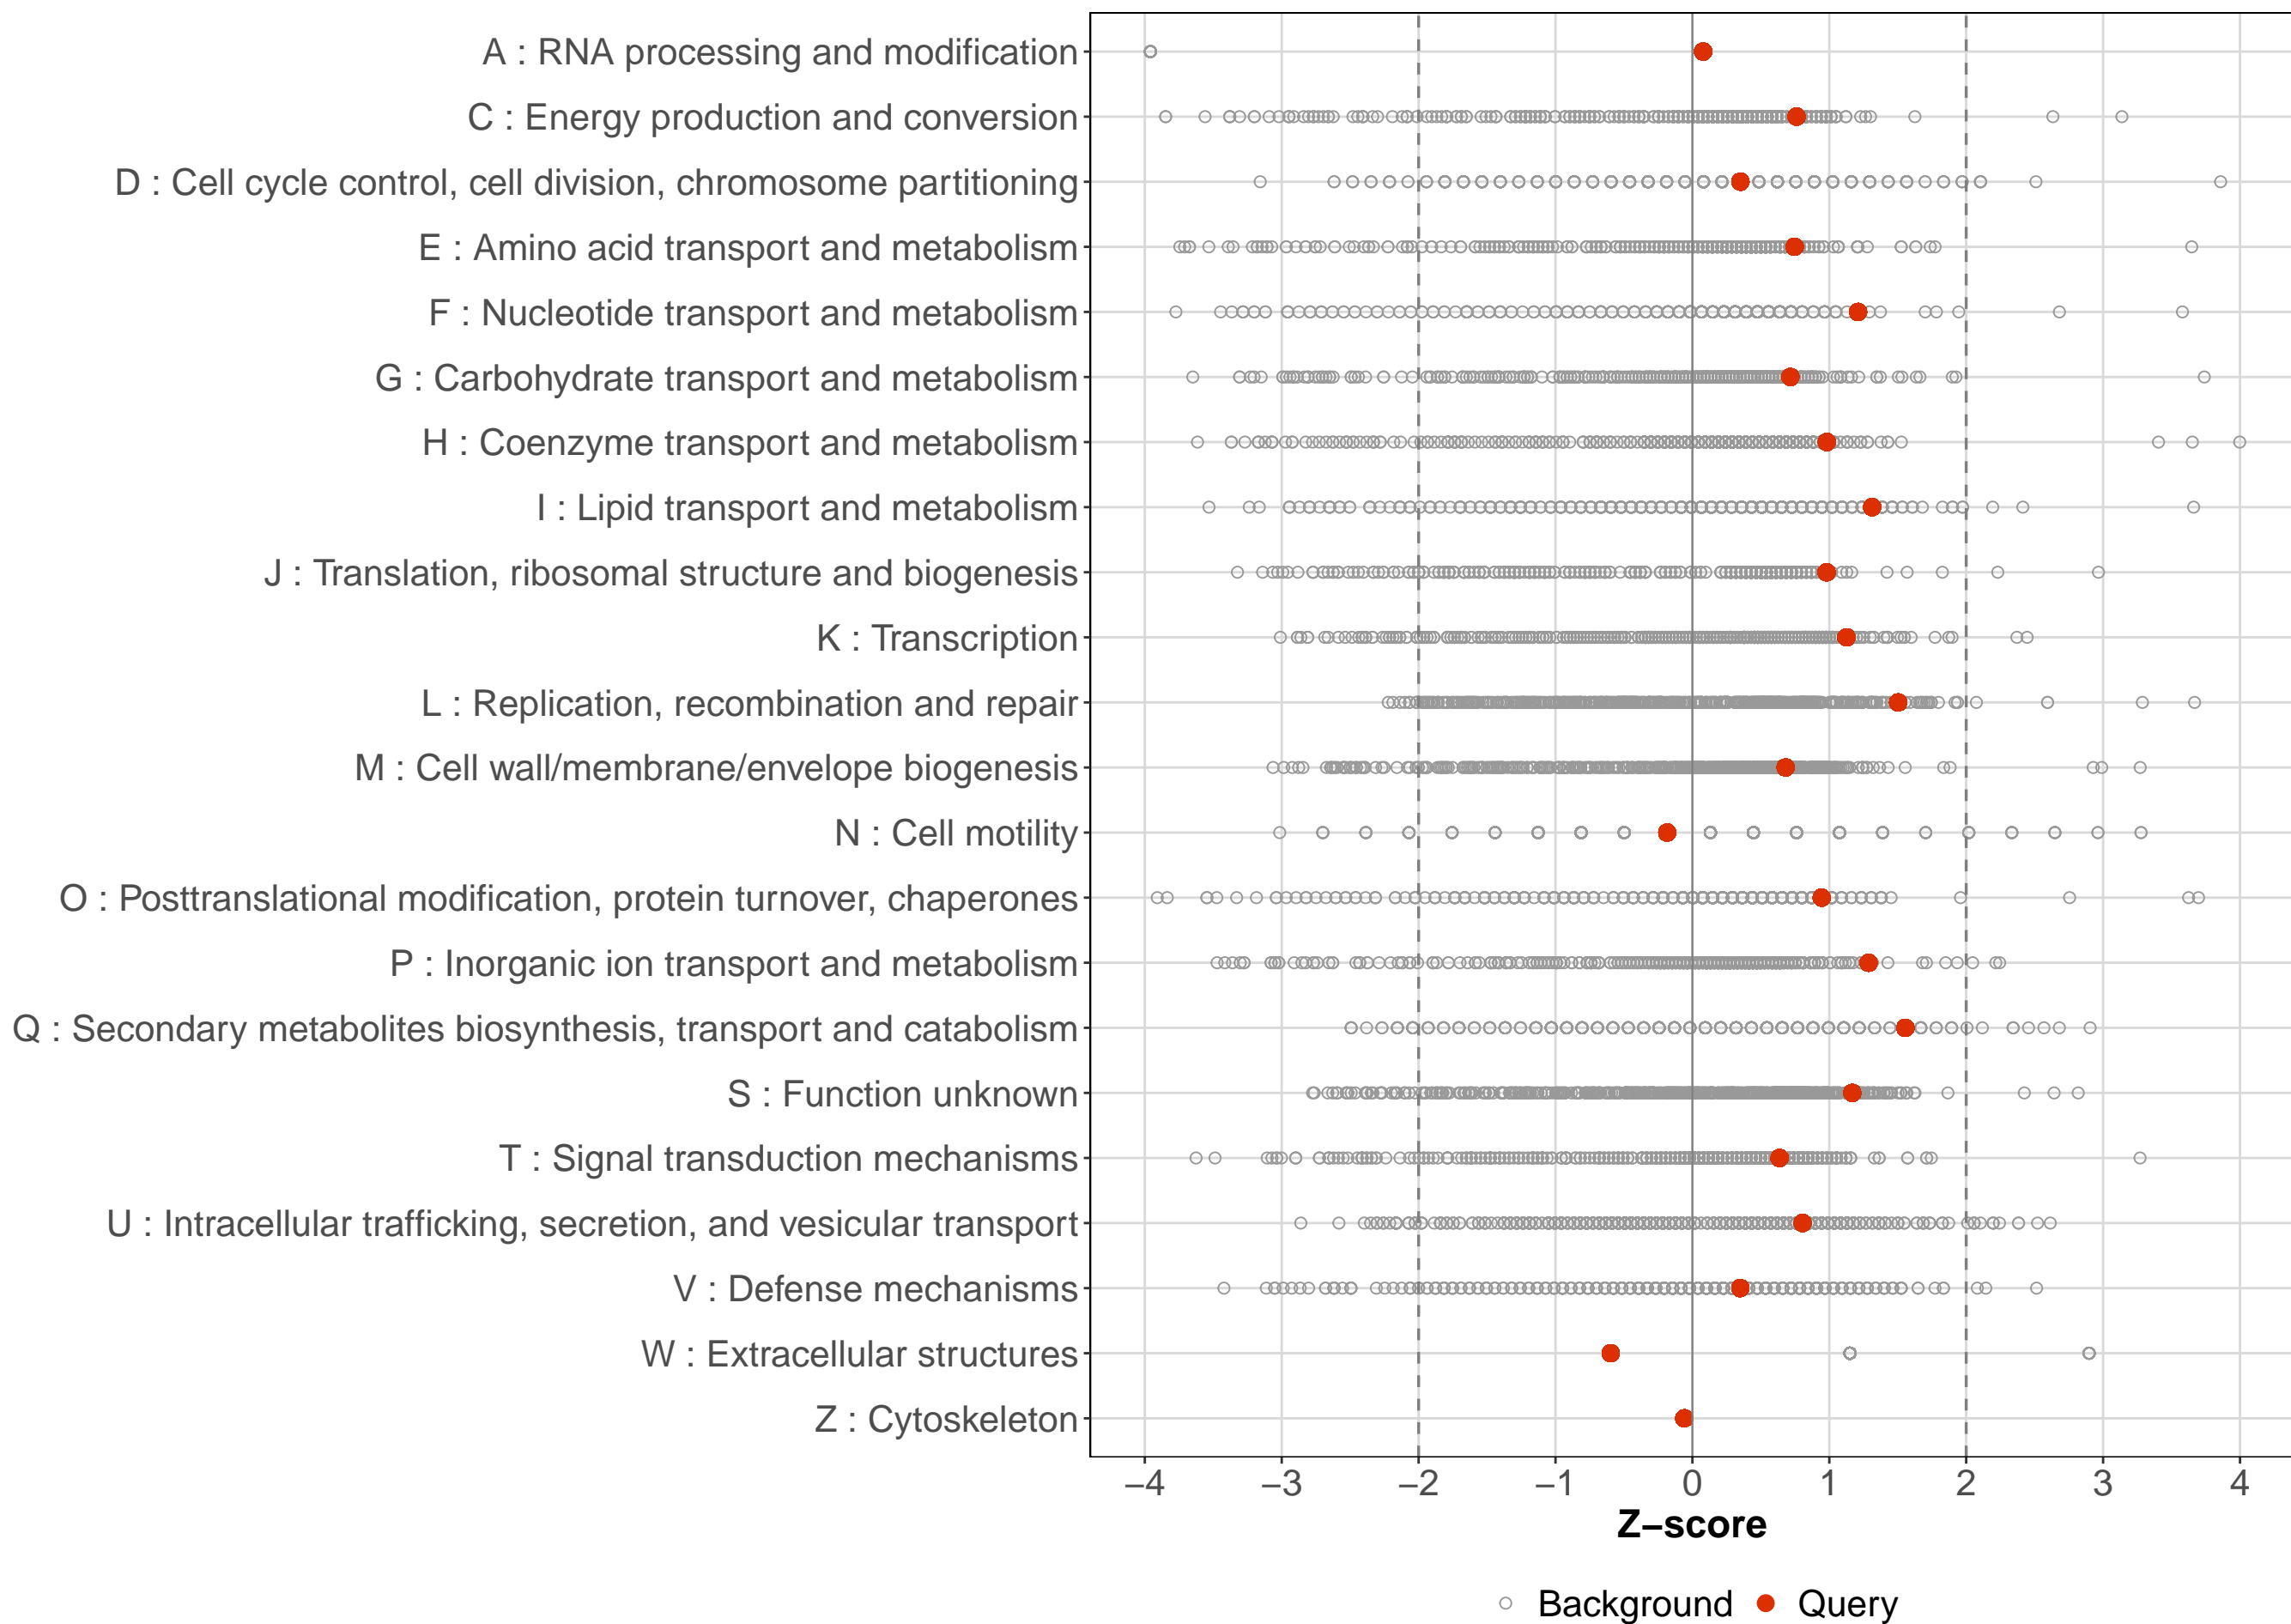 A : RNA processing and modification
C : Energy production and conversion
D : Cell cycle control, cell division, chromosome partitioning
E : Amino acid transport and metabolism
F : Nucleotide transport and metabolism
G : Carbohydrate transport and metabolism
H : Coenzyme transport and metabolism
I : Lipid transport and metabolism
J : Translation, ribosomal structure and biogenesis
K : Transcription
L : Replication, recombination and repair
M : Cell wall/membrane/envelope biogenesis
N : Cell motility
O : Posttranslational modification, protein turnover, chaperones
P : Inorganic ion transport and metabolism
Q : Secondary metabolites biosynthesis, transport and catabolism
S : Function unknown
T : Signal transduction mechanisms
U : Intracellular trafficking, secretion, and vesicular transport
V : Defense mechanisms
W : Extracellular structures
Z : Cytoskeleton
−4 −3 −2 −1 0 1 2 3 4
Z−score
Background Query